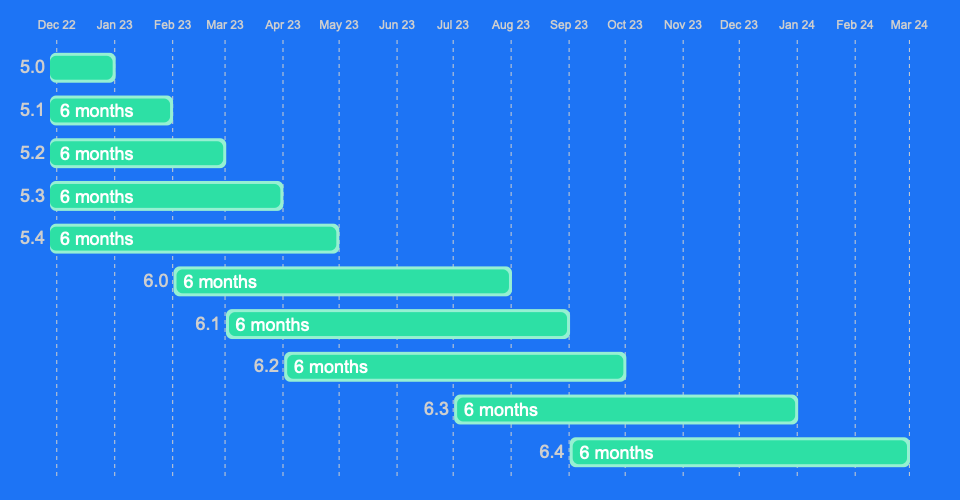 Dec 22 Jan 23 Feb 23 Mar 23 Apr 23 May 23 Jun 23 Jul 23 Aug 23 Sep 23 Oct 23 Nov 23 Dec 23 Jan 24 Feb 24 Mar 24
5.0
5.1 6 months
5.2 6 months
5.3 6 months
5.4 6 months
6.0 6 months
6.1 6 months
6.2 6 months
6.3 6 months
6.4 6 months